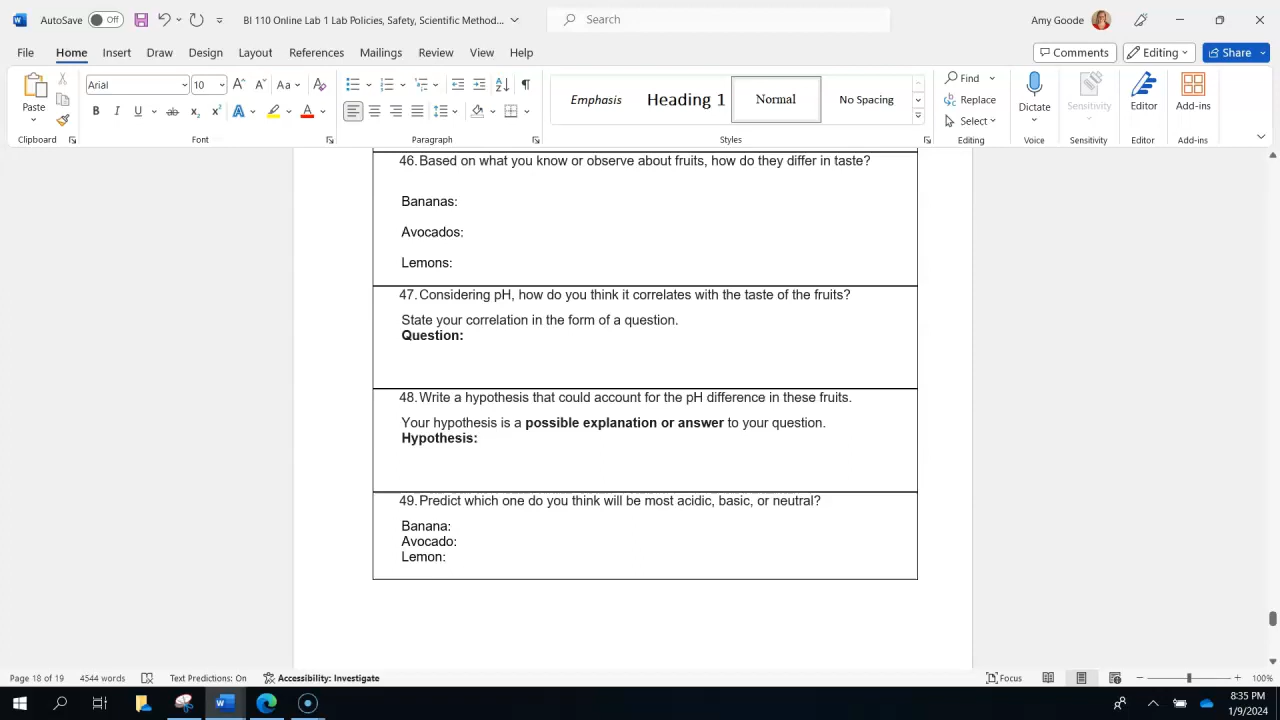 AutoSave Off BI 110 Online Lab 1 Lab Policies, Safety, Scientific Method... Search Amy Goode
File Home Insert Draw Design Layout References Mailings Review View Help Comments Editing Share
Paste Arial 10 Aa Emphasis Heading 1 Normal No Spacing Find Replace Select Dictate Sensitivity Editor Add-ins
B I U ab x₂ x² A A
Clipboard Font Paragraph Styles Editing Voice Sensitivity Editor Add-ins
46. Based on what you know or observe about fruits, how do they differ in taste?
Bananas:
Avocados:
Lemons:
47. Considering pH, how do you think it correlates with the taste of the fruits?
State your correlation in the form of a question.
Question:
48. Write a hypothesis that could account for the pH difference in these fruits.
Your hypothesis is a possible explanation or answer to your question.
Hypothesis:
49. Predict which one do you think will be most acidic, basic, or neutral?
Banana:
Avocado:
Lemon:
Page 18 of 19 4544 words Text Predictions: On Accessibility: Investigate Focus 100%
8:35 PM
1/9/2024